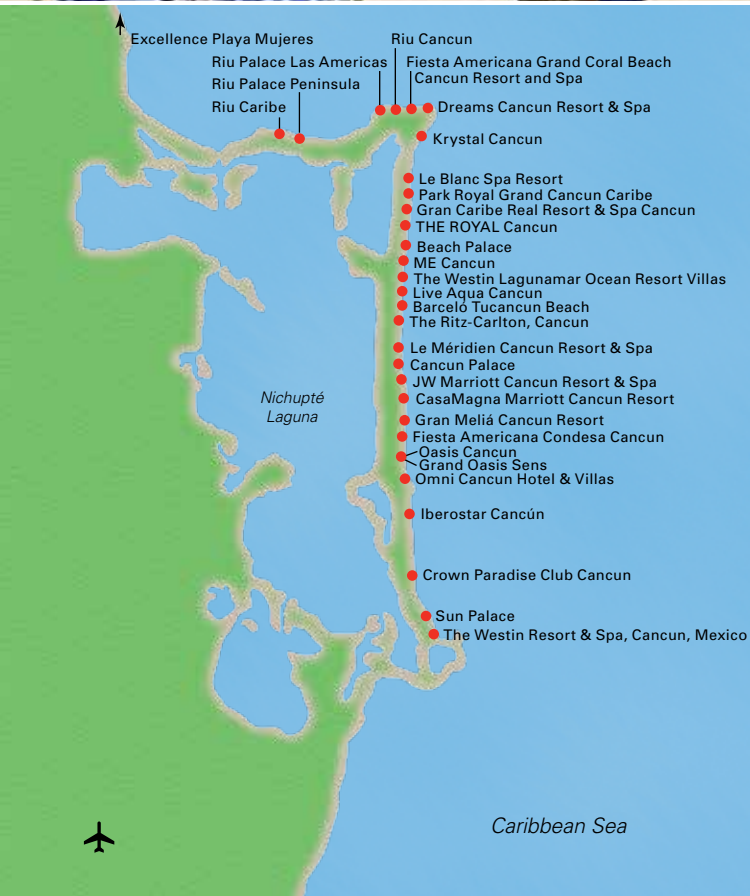 Excellence Playa Mujeres
Riu Cancun
Riu Palace Las Americas
Fiesta Americana Grand Coral Beach
Cancun Resort and Spa
Riu Palace Peninsula
Riu Caribe
Dreams Cancun Resort & Spa
Krystal Cancun
Le Blanc Spa Resort
Park Royal Grand Cancun Caribe
Gran Caribe Real Resort & Spa Cancun
THE ROYAL Cancun
Beach Palace
ME Cancun
The Westin Lagunamar Ocean Resort Villas
Live Aqua Cancun
Barceló Tucancun Beach
The Ritz-Carlton, Cancun
Le Méridien Cancun Resort & Spa
Cancun Palace
JW Marriott Cancun Resort & Spa
CasaMagna Marriott Cancun Resort
Nichupté
Laguna
Gran Meliá Cancun Resort
Fiesta Americana Condesa Cancun
Oasis Cancun
Grand Oasis Sens
Omni Cancun Hotel & Villas
Iberostar Cancún
Crown Paradise Club Cancun
Sun Palace
The Westin Resort & Spa, Cancun, Mexico
Caribbean Sea